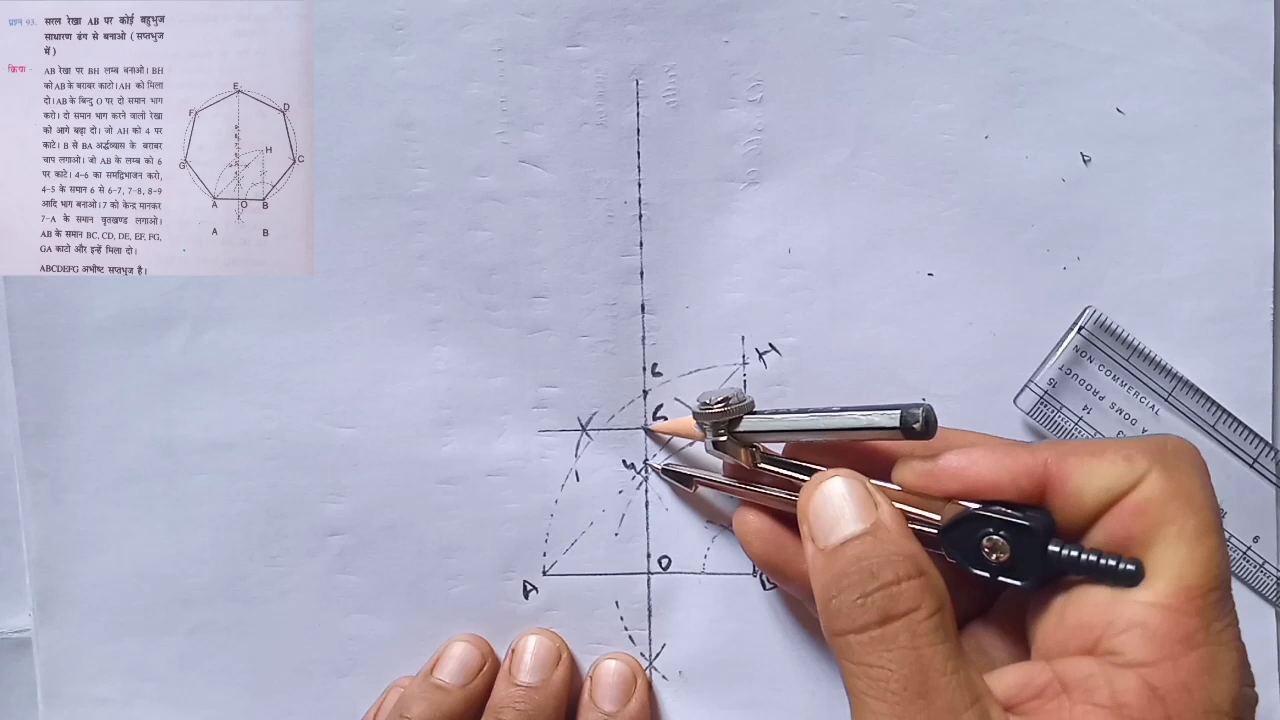 प्रश्न 93. सरल रेखा AB पर कोई बहुभुज
साधारण ढंग से बनाओ (सप्तभुज
में)
क्रिया - AB रेखा पर BH लम्ब बनाओ। BH
को AB के बराबर काटो। AH को मिला
दो। AB के बिन्दु O पर दो समान भाग
करो। दो समान भाग करने वाली रेखा
को आगे बढ़ा दो। जो AH को 4 पर
काटे। B से BA अर्द्धव्यास के बराबर
चाप लगाओ। जो AB के लम्ब को 6
पर काटे। 4-6 का समद्विभाजन करो,
4-5 के समान 6 से 6-7, 7-8, 8-9
आदि भाग बनाओ। 7 को केन्द्र मानकर
7-A के समान वृतखण्ड लगाओ।
AB के समान BC, CD, DE, EF, FG,
GA काटो और इन्हें मिला दो।
ABCDEFG अभीष्ट सप्तभुज है।
E
F D
H
G C
A O B
A B
6 H
5
4
O
A B
NON-COMMERCIAL
A DOMS PRODUCT
15 14 13
9